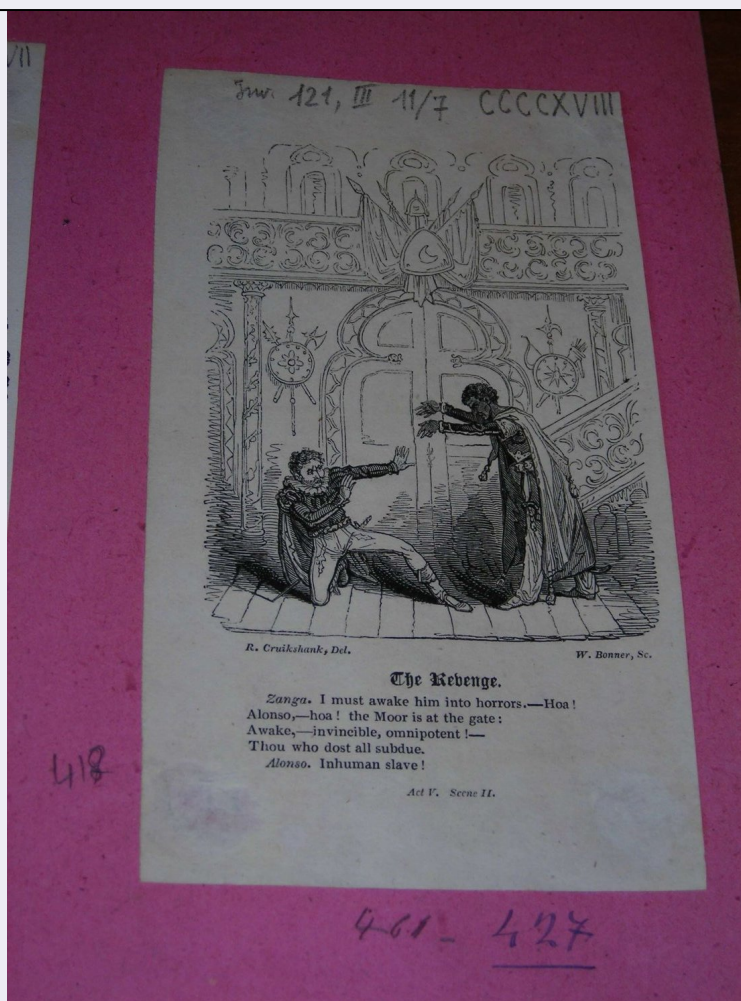 VII
Inv. 121, III 11/7 CCCCXVIII
R. Cruikshank, Del.
W. Bonner, Sc.
The Revenge.
Zanga. I must awake him into horrors.—Hoa!
Alonso,—hoa! the Moor is at the gate:
Awake,—invincible, omnipotent!—
Thou who dost all subdue.
Alonso. Inhuman slave!
Act V. Scene II.
418
461 - 427